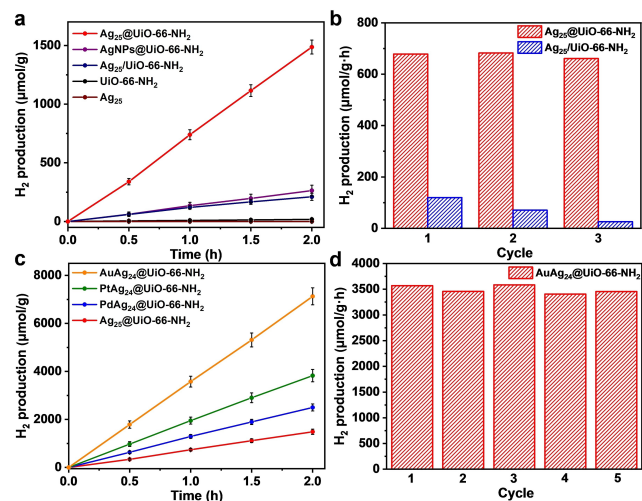 a
Ag₂₅@UiO-66-NH₂
AgNPs@UiO-66-NH₂
Ag₂₅/UiO-66-NH₂
UiO-66-NH₂
Ag₂₅
H₂ production (μmol/g)
1500
1000
500
0
0.0 0.5 1.0 1.5 2.0
Time (h)
b
Ag₂₅@UiO-66-NH₂
Ag₂₅/UiO-66-NH₂
H₂ production (μmol/g·h)
800
600
400
200
0
1 2 3
Cycle
c
AuAg₂₄@UiO-66-NH₂
PtAg₂₄@UiO-66-NH₂
PdAg₂₄@UiO-66-NH₂
Ag₂₅@UiO-66-NH₂
H₂ production (μmol/g)
8000
6000
4000
2000
0
0.0 0.5 1.0 1.5 2.0
Time (h)
d
AuAg₂₄@UiO-66-NH₂
H₂ production (μmol/g·h)
5000
4500
4000
3500
3000
2500
2000
1500
1000
500
0
1 2 3 4 5
Cycle